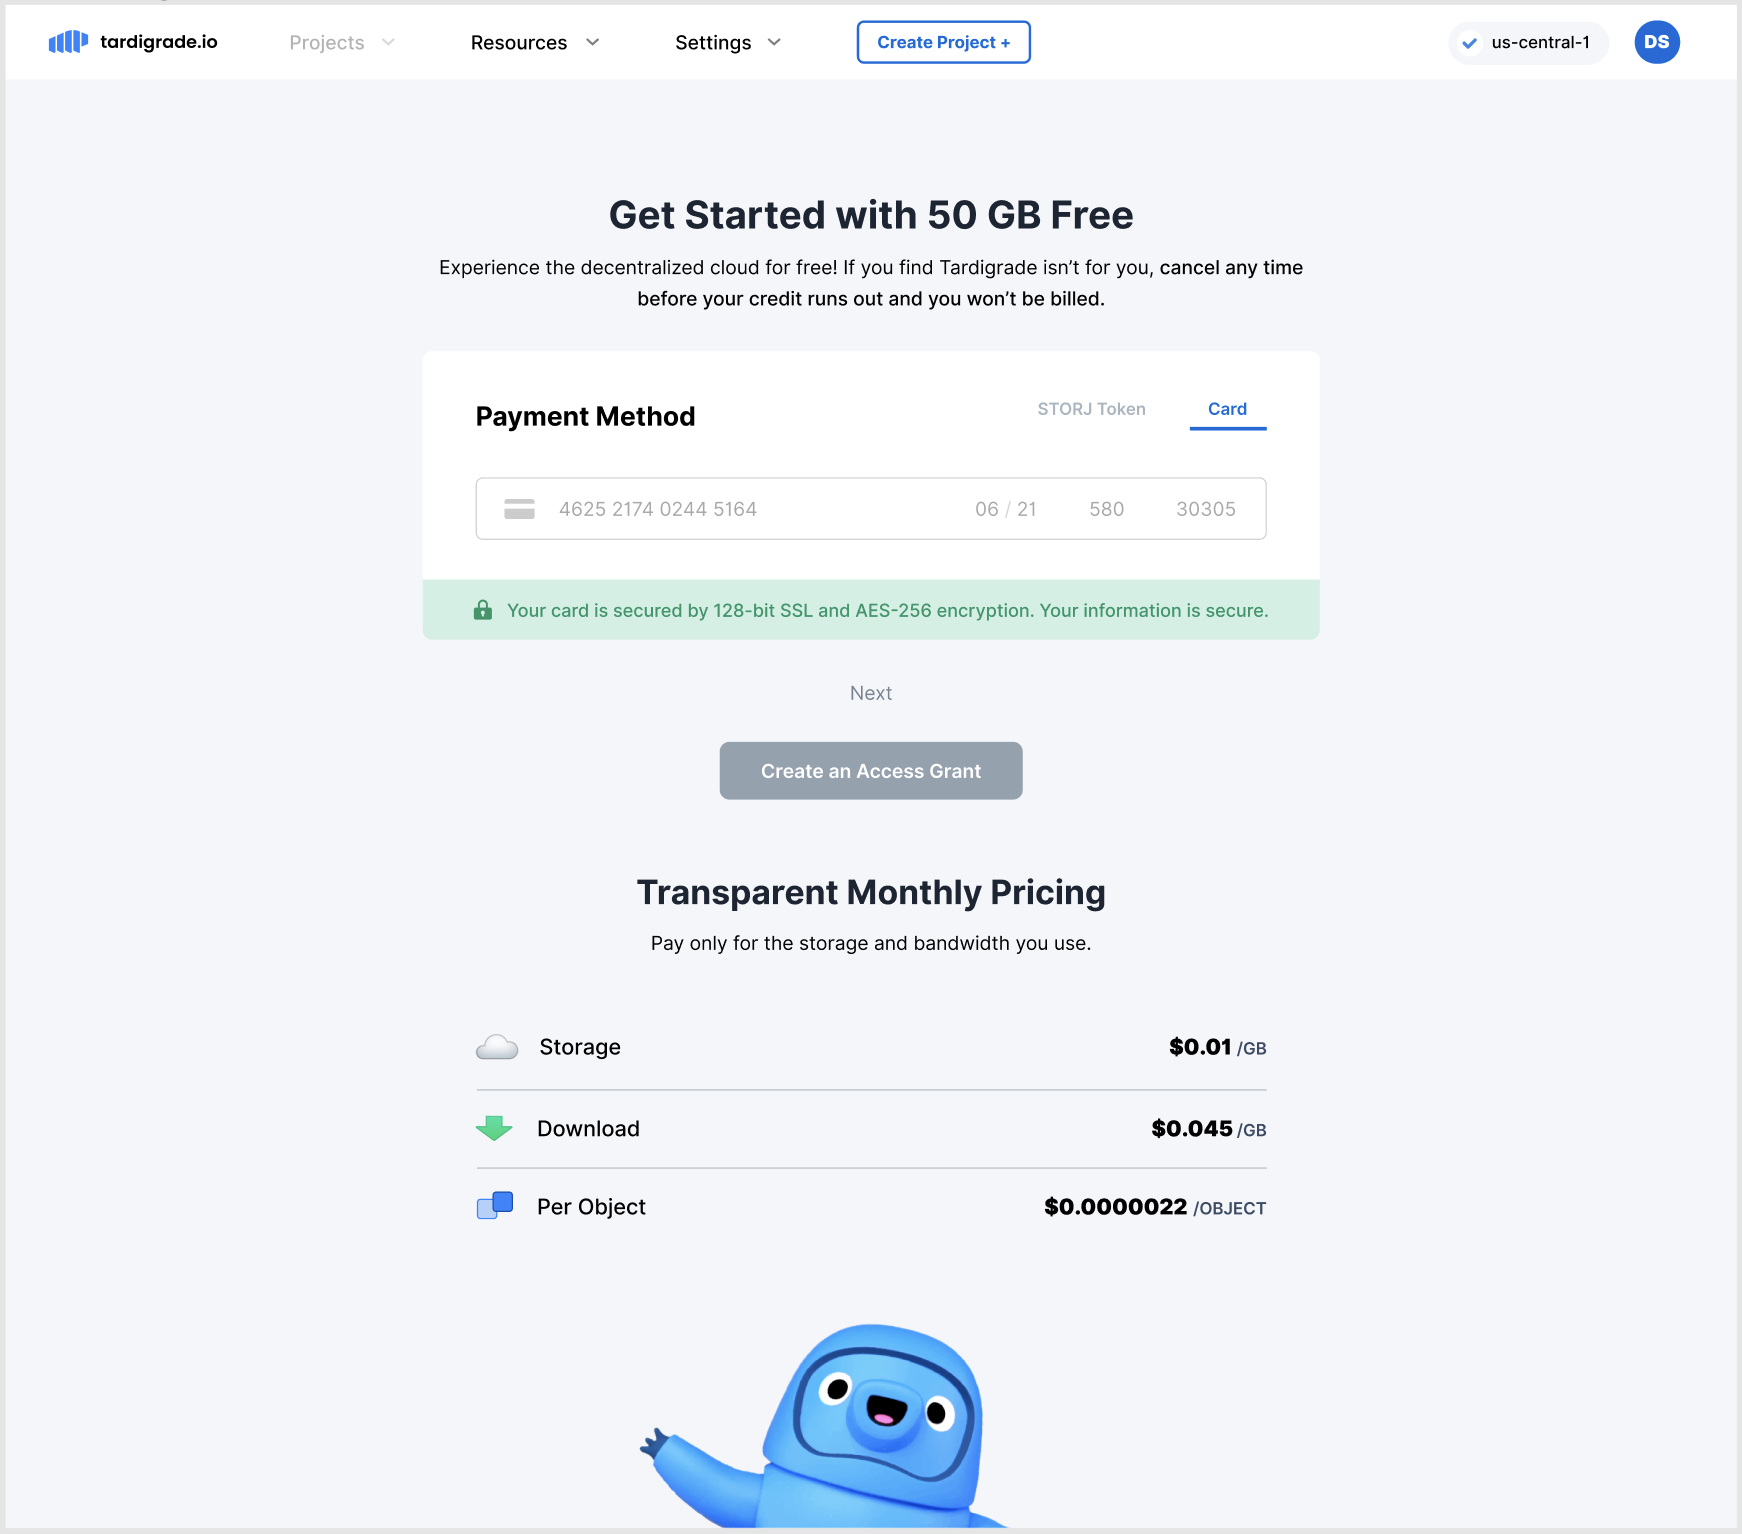 tardigrade.io
Projects
Resources
Settings
Create Project +
us-central-1
DS
Get Started with 50 GB Free
Experience the decentralized cloud for free! If you find Tardigrade isn’t for you, cancel any time
before your credit runs out and you won’t be billed.
Payment Method
STORJ Token
Card
4625 2174 0244 5164
06 / 21
580
30305
Your card is secured by 128-bit SSL and AES-256 encryption. Your information is secure.
Next
Create an Access Grant
Transparent Monthly Pricing
Pay only for the storage and bandwidth you use.
Storage
$0.01 /GB
Download
$0.045 /GB
Per Object
$0.0000022 /OBJECT